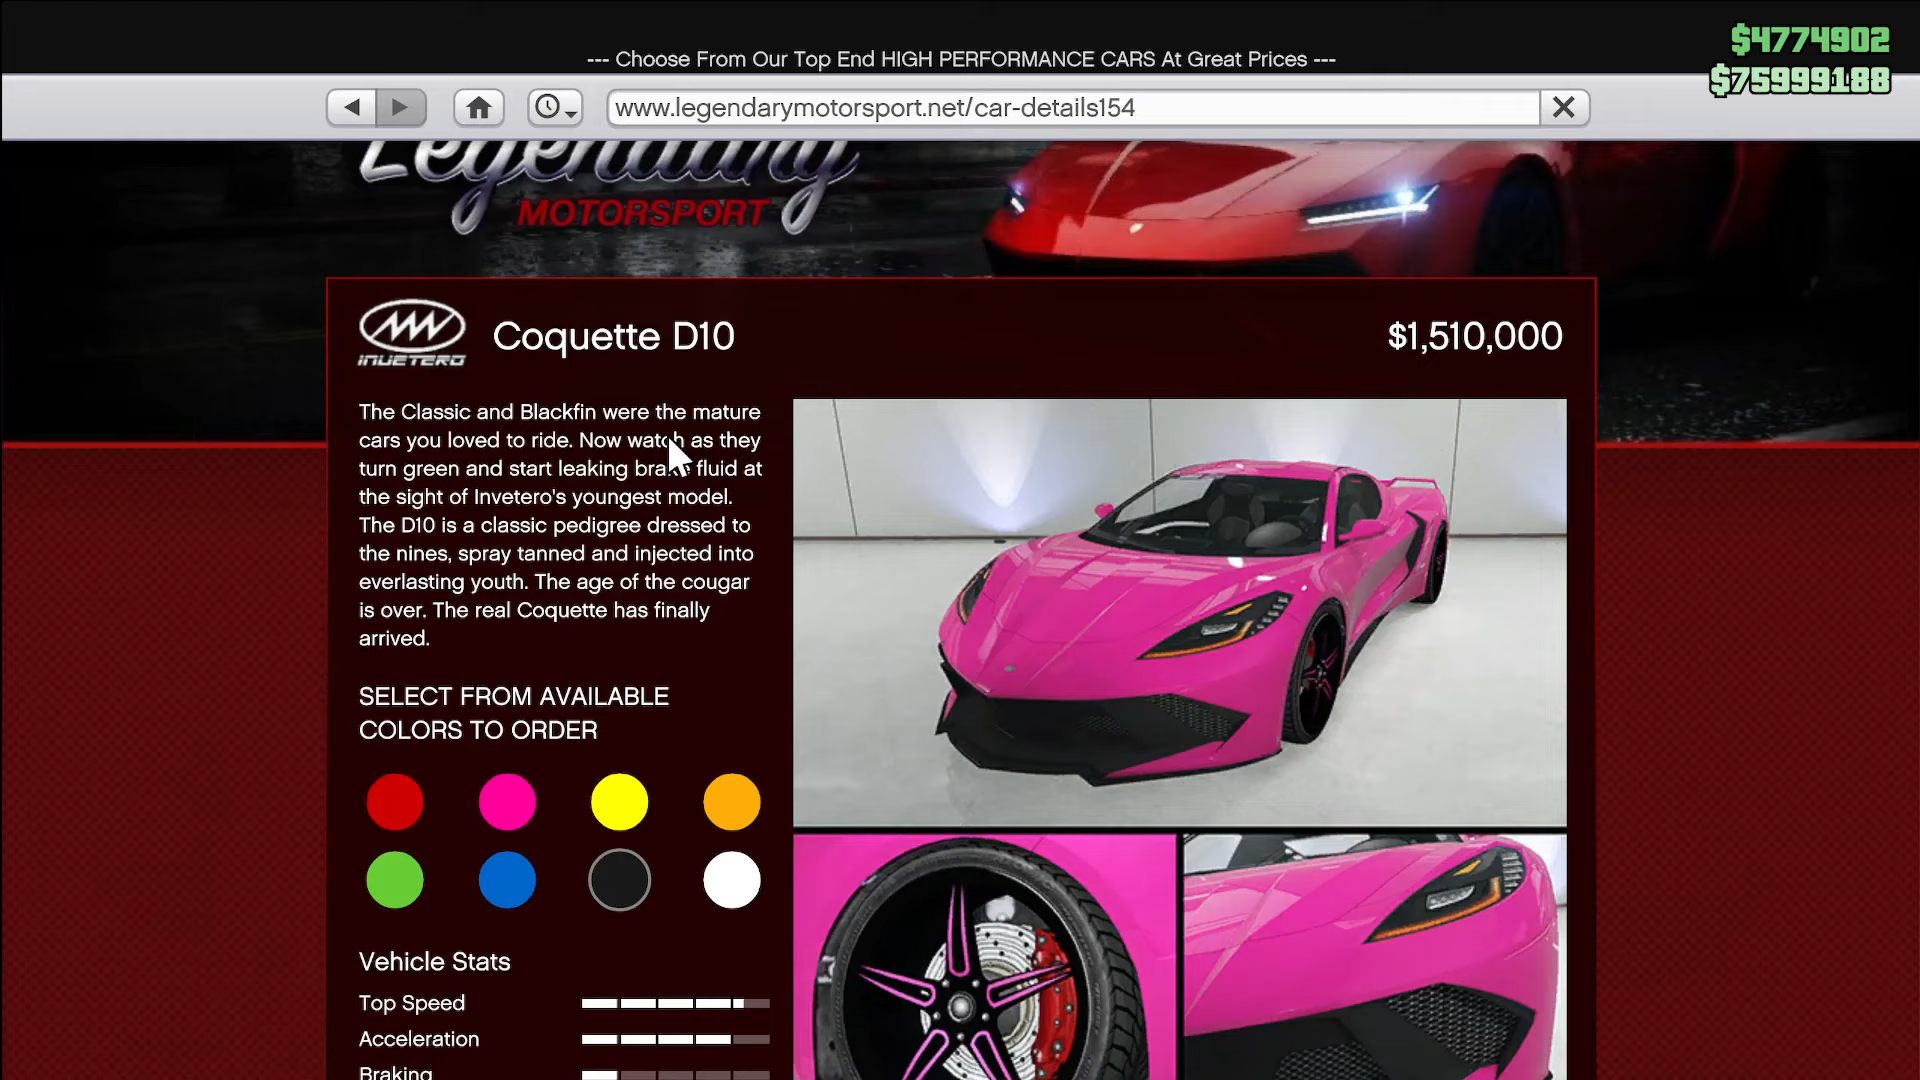 $4774902
--- Choose From Our Top End HIGH PERFORMANCE CARS At Great Prices ---
$75999188
www.legendarymotorsport.net/car-details154
Legendary
MOTORSPORT
INVETERO
Coquette D10
$1,510,000
The Classic and Blackfin were the mature
cars you loved to ride. Now watch as they
turn green and start leaking brake fluid at
the sight of Invetero's youngest model.
The D10 is a classic pedigree dressed to
the nines, spray tanned and injected into
everlasting youth. The age of the cougar
is over. The real Coquette has finally
arrived.
SELECT FROM AVAILABLE
COLORS TO ORDER
Vehicle Stats
Top Speed
Acceleration
Braking